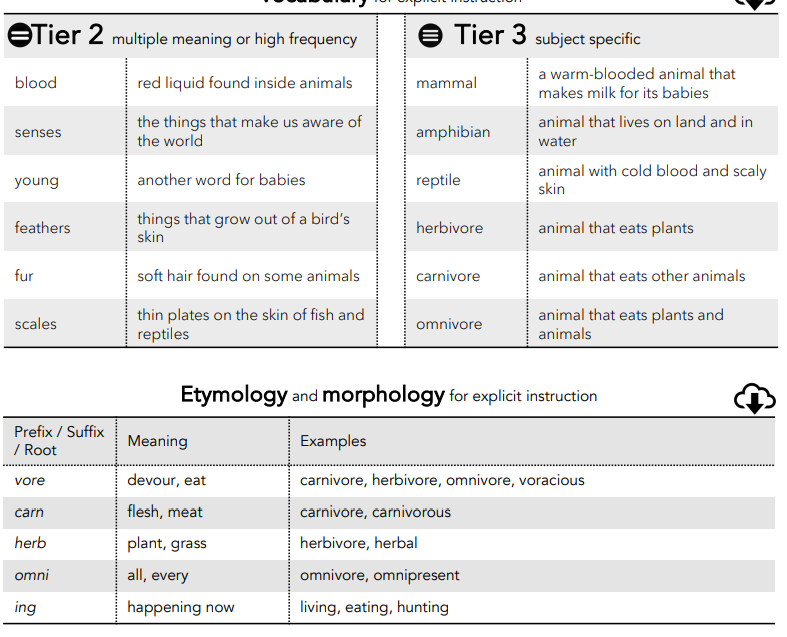 Vocabulary for explicit instruction
Tier 2 multiple meaning or high frequency
blood red liquid found inside animals
senses the things that make us aware of
the world
young another word for babies
feathers things that grow out of a bird's
skin
fur soft hair found on some animals
scales thin plates on the skin of fish and
reptiles
Tier 3 subject specific
mammal a warm-blooded animal that
makes milk for its babies
amphibian animal that lives on land and in
water
reptile animal with cold blood and scaly
skin
herbivore animal that eats plants
carnivore animal that eats other animals
omnivore animal that eats plants and
animals
Etymology and morphology for explicit instruction
Prefix / Suffix
/ Root Meaning Examples
vore devour, eat carnivore, herbivore, omnivore, voracious
carn flesh, meat carnivore, carnivorous
herb plant, grass herbivore, herbal
omni all, every omnivore, omnipresent
ing happening now living, eating, hunting